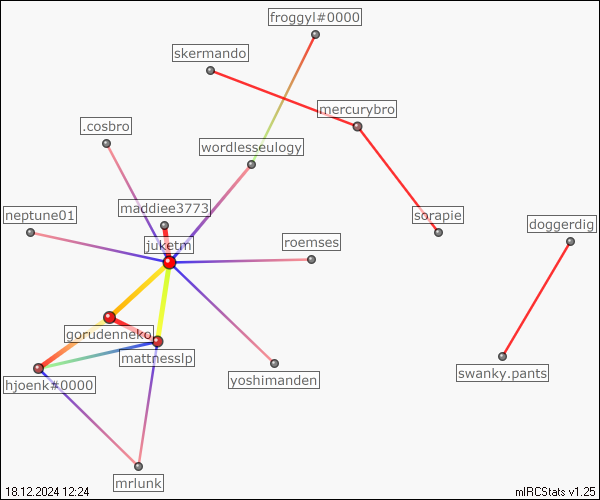 froggyl#0000
skermando
mercurybro
.cosbro
wordlesseulogy
maddiee3773
neptune01
sorapie
doggerdig
juketm
roemses
gorudenneko
mattnesslp
swanky.pants
hjoenk#0000
yoshimanden
mrlunk
18.12.2024 12:24
mIRCStats v1.25